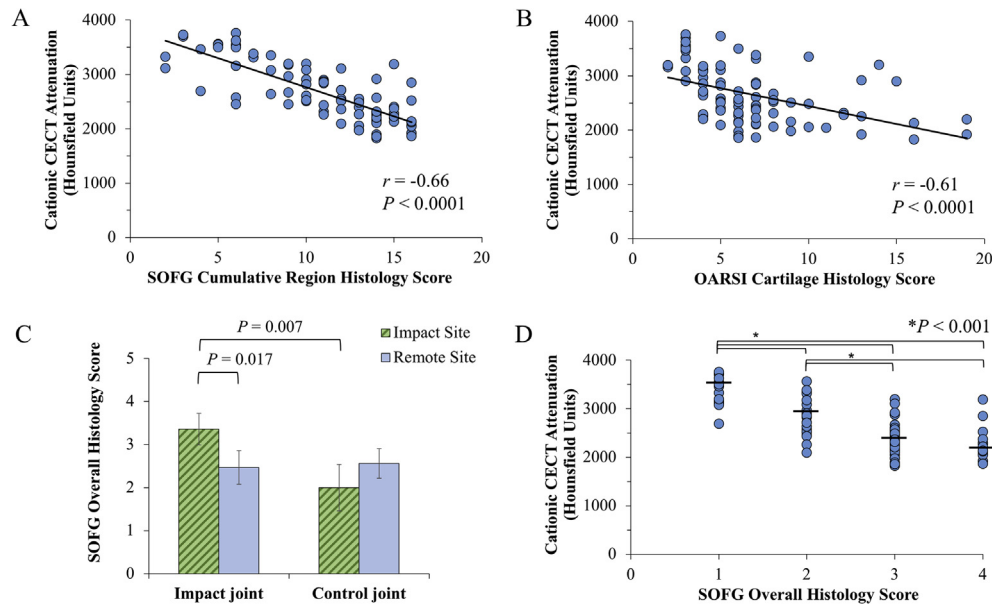 A
Cationic CECT Attenuation
(Hounsfield Units)
4000
3000
2000
1000
0
0
5
10
15
20
r = -0.66
P < 0.0001
SOFG Cumulative Region Histology Score
B
Cationic CECT Attenuation
(Hounsfield Units)
4000
3000
2000
1000
0
0
5
10
15
20
r = -0.61
P < 0.0001
OARSI Cartilage Histology Score
C
SOFG Overall Histology Score
5
4
3
2
1
0
P = 0.007
P = 0.017
Impact Site
Remote Site
Impact joint
Control joint
D
*P < 0.001
*
*
Cationic CECT Attenuation
(Hounsfield Units)
4000
3000
2000
1000
0
0
1
2
3
4
SOFG Overall Histology Score